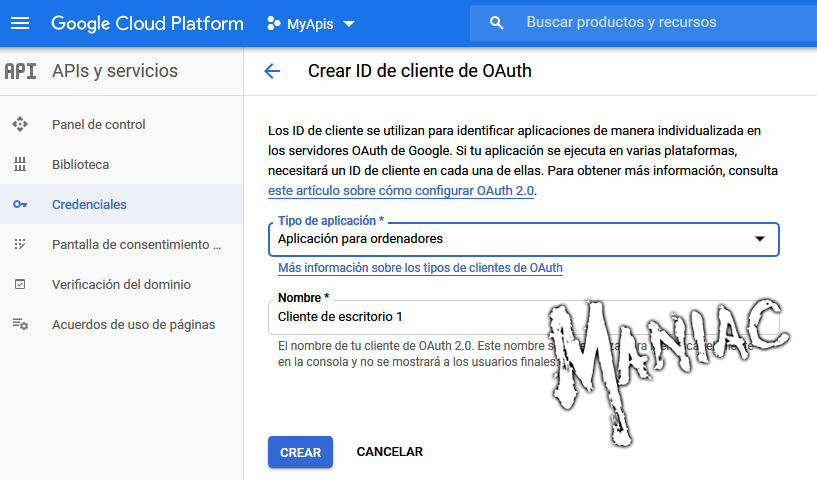 Google Cloud Platform
MyApis
Buscar productos y recursos
API APIs y servicios
Crear ID de cliente de OAuth
Panel de control
Biblioteca
Credenciales
Pantalla de consentimiento ...
Verificación del dominio
Acuerdos de uso de páginas
Los ID de cliente se utilizan para identificar aplicaciones de manera individualizada en
los servidores OAuth de Google. Si tu aplicación se ejecuta en varias plataformas,
necesitará un ID de cliente en cada una de ellas. Para obtener más información, consulta
este artículo sobre cómo configurar OAuth 2.0.
Tipo de aplicación *
Aplicación para ordenadores
Más información sobre los tipos de clientes de OAuth
Nombre *
Cliente de escritorio 1
El nombre de tu cliente de OAuth 2.0. Este nombre
en la consola y no se mostrará a los usuarios finales.
MANIAC
CREAR
CANCELAR